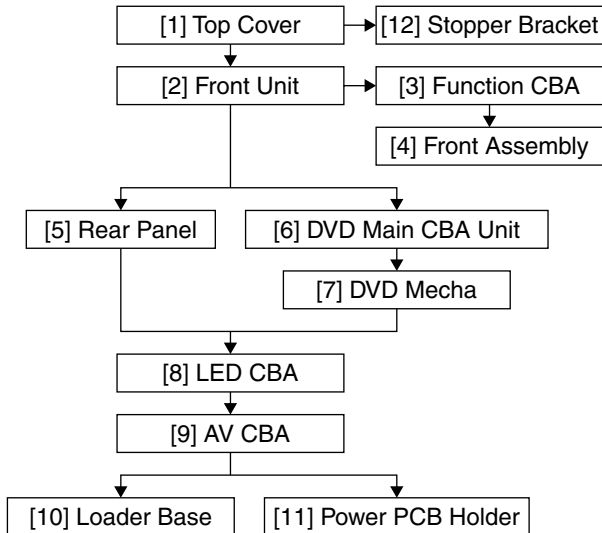 [1] Top Cover
[12] Stopper Bracket
[2] Front Unit
[3] Function CBA
[4] Front Assembly
[5] Rear Panel
[6] DVD Main CBA Unit
[7] DVD Mecha
[8] LED CBA
[9] AV CBA
[10] Loader Base
[11] Power PCB Holder